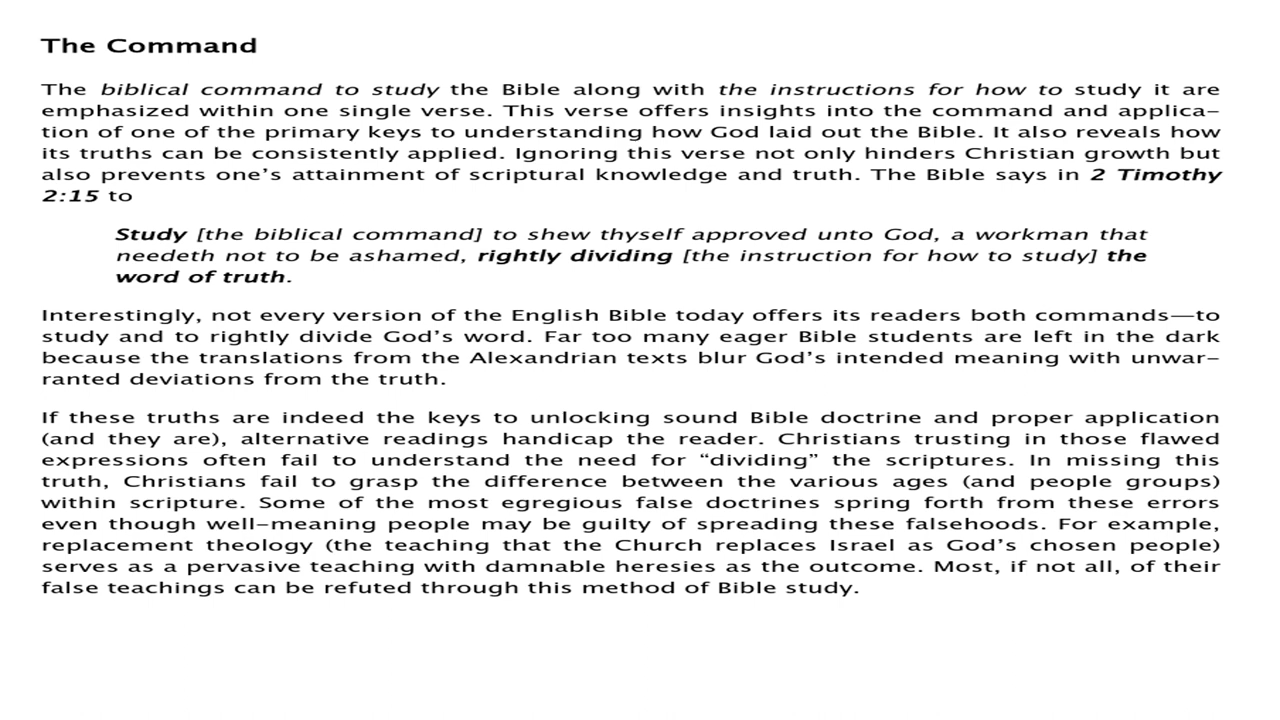 The Command
The biblical command to study the Bible along with the instructions for how to study it are
emphasized within one single verse. This verse offers insights into the command and applica-
tion of one of the primary keys to understanding how God laid out the Bible. It also reveals how
its truths can be consistently applied. Ignoring this verse not only hinders Christian growth but
also prevents one's attainment of scriptural knowledge and truth. The Bible says in 2 Timothy
2:15 to
Study [the biblical command] to shew thyself approved unto God, a workman that
needeth not to be ashamed, rightly dividing [the instruction for how to study] the
word of truth.
Interestingly, not every version of the English Bible today offers its readers both commands—to
study and to rightly divide God's word. Far too many eager Bible students are left in the dark
because the translations from the Alexandrian texts blur God's intended meaning with unwar-
ranted deviations from the truth.
If these truths are indeed the keys to unlocking sound Bible doctrine and proper application
(and they are), alternative readings handicap the reader. Christians trusting in those flawed
expressions often fail to understand the need for “dividing” the scriptures. In missing this
truth, Christians fail to grasp the difference between the various ages (and people groups)
within scripture. Some of the most egregious false doctrines spring forth from these errors
even though well-meaning people may be guilty of spreading these falsehoods. For example,
replacement theology (the teaching that the Church replaces Israel as God's chosen people)
serves as a pervasive teaching with damnable heresies as the outcome. Most, if not all, of their
false teachings can be refuted through this method of Bible study.